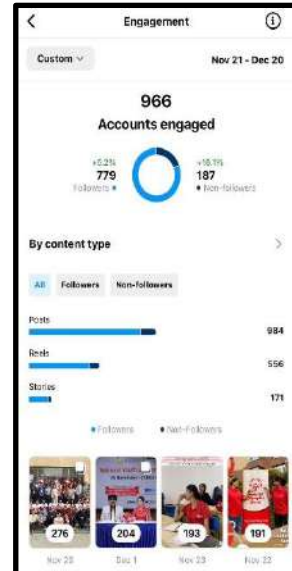 Engagement
Custom
Nov 21 - Dec 20
966
Accounts engaged
+5.2%
779
Followers
+16.1%
187
Non-followers
By content type
All
Followers
Non-followers
Posts
984
Reels
556
Stories
171
Followers
Non-Followers
276
204
193
191
Nov 23
Dec 1
Nov 23
Nov 22